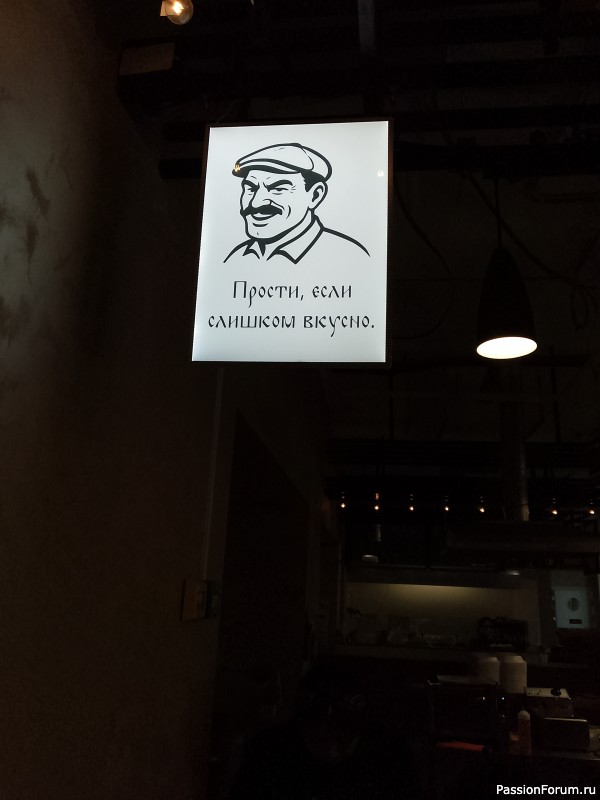 Прости, если
слишком вкусно.
PassionForum.ru